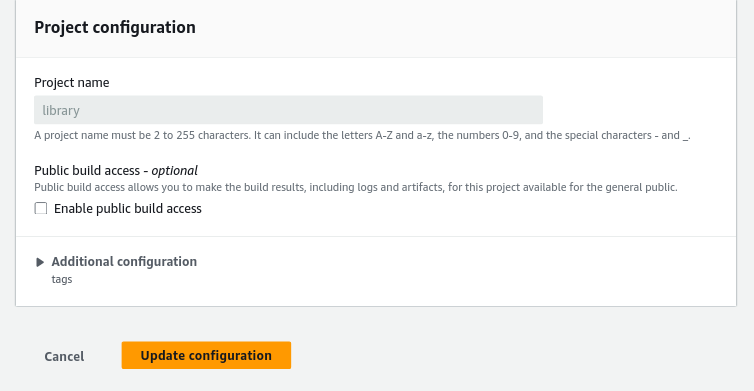 Project configuration
Project name
library
A project name must be 2 to 255 characters. It can include the letters A-Z and a-z, the numbers 0-9, and the special characters - and _.
Public build access - optional
Public build access allows you to make the build results, including logs and artifacts, for this project available for the general public.
Enable public build access
Additional configuration
tags
Cancel
Update configuration